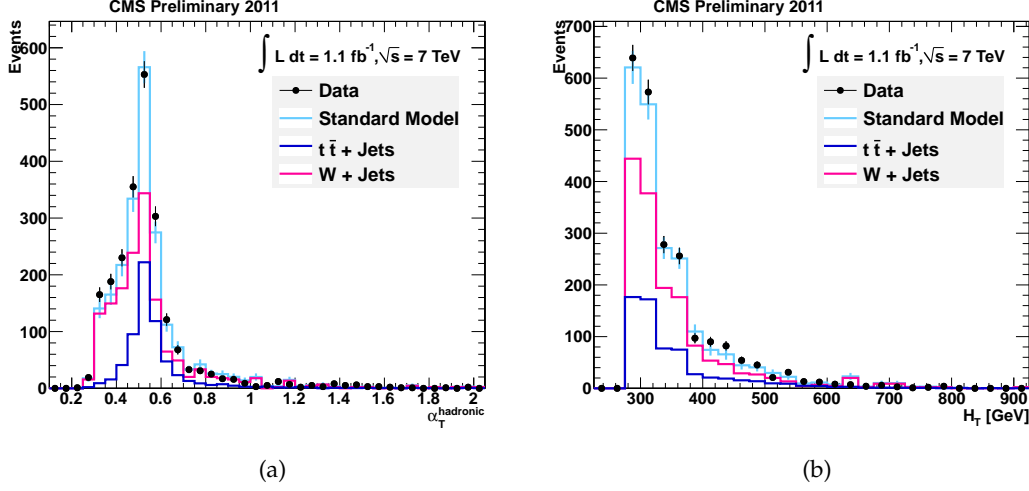 CMS Preliminary 2011
Events
∫ L dt = 1.1 fb⁻¹,√s = 7 TeV
Data
Standard Model
t t̄ + Jets
W + Jets
600
500
400
300
200
100
0
0.2 0.4 0.6 0.8 1 1.2 1.4 1.6 1.8 2
α_T^hadronic
(a)
CMS Preliminary 2011
Events
∫ L dt = 1.1 fb⁻¹,√s = 7 TeV
Data
Standard Model
t t̄ + Jets
W + Jets
700
600
500
400
300
200
100
0
300 400 500 600 700 800 900
H_T [GeV]
(b)